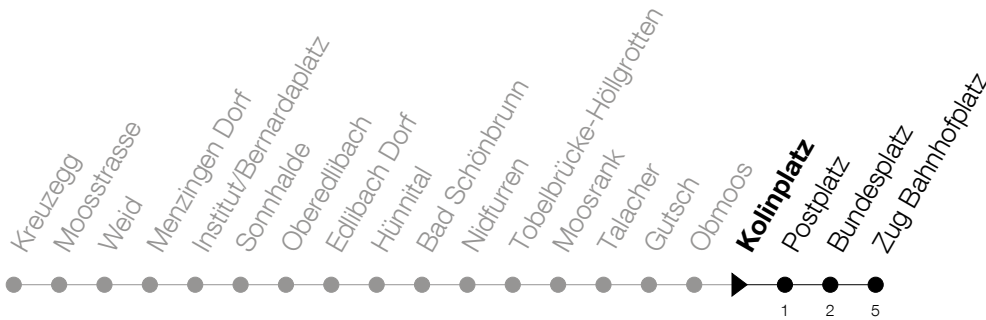 Kreuzegg
Moosstrasse
Weid
Menzingen Dorf
Institut/Bernardaplatz
Sonnhalde
Oberedlibach
Edlibach Dorf
Hünnital
Bad Schönbrunn
Nidfurren
Tobelbrücke-Höllgrotten
Moosrank
Talacher
Gutsch
Obmoos
Kolinplatz
Postplatz
Bundesplatz
Zug Bahnhofplatz
1 2 5